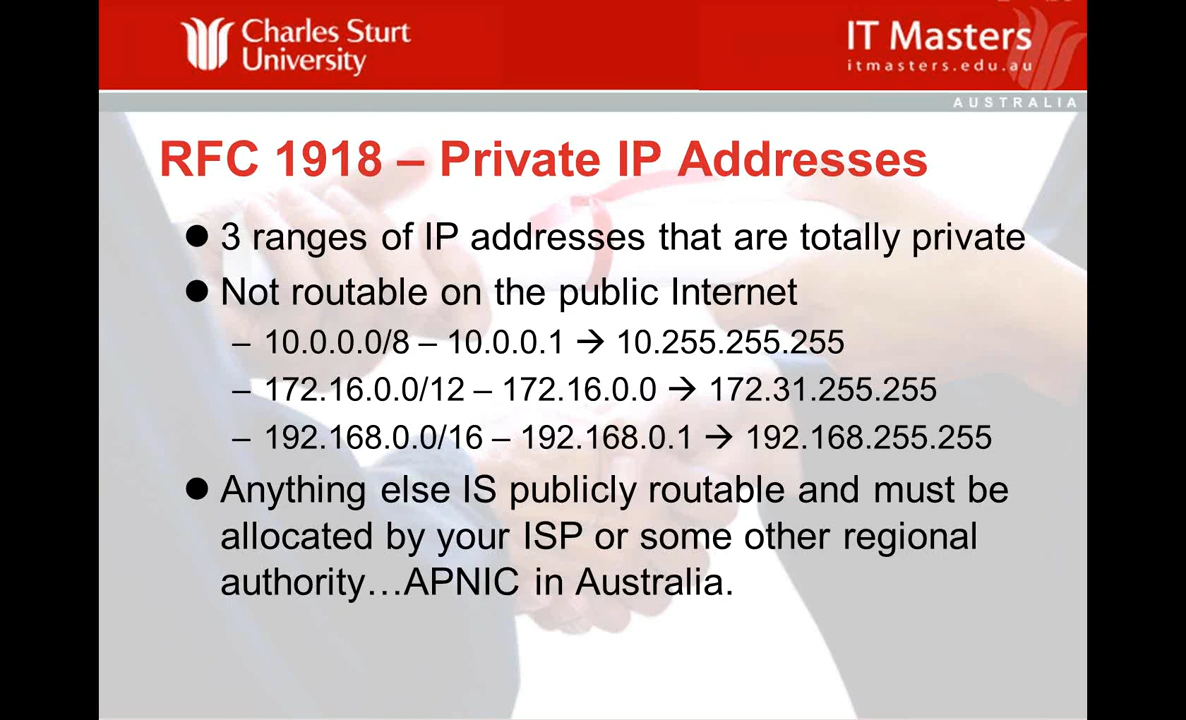 Charles Sturt
University
IT Masters
itmasters.edu.au
AUSTRALIA
RFC 1918 – Private IP Addresses
● 3 ranges of IP addresses that are totally private
● Not routable on the public Internet
– 10.0.0.0/8 – 10.0.0.1 → 10.255.255.255
– 172.16.0.0/12 – 172.16.0.0 → 172.31.255.255
– 192.168.0.0/16 – 192.168.0.1 → 192.168.255.255
● Anything else IS publicly routable and must be
allocated by your ISP or some other regional
authority…APNIC in Australia.